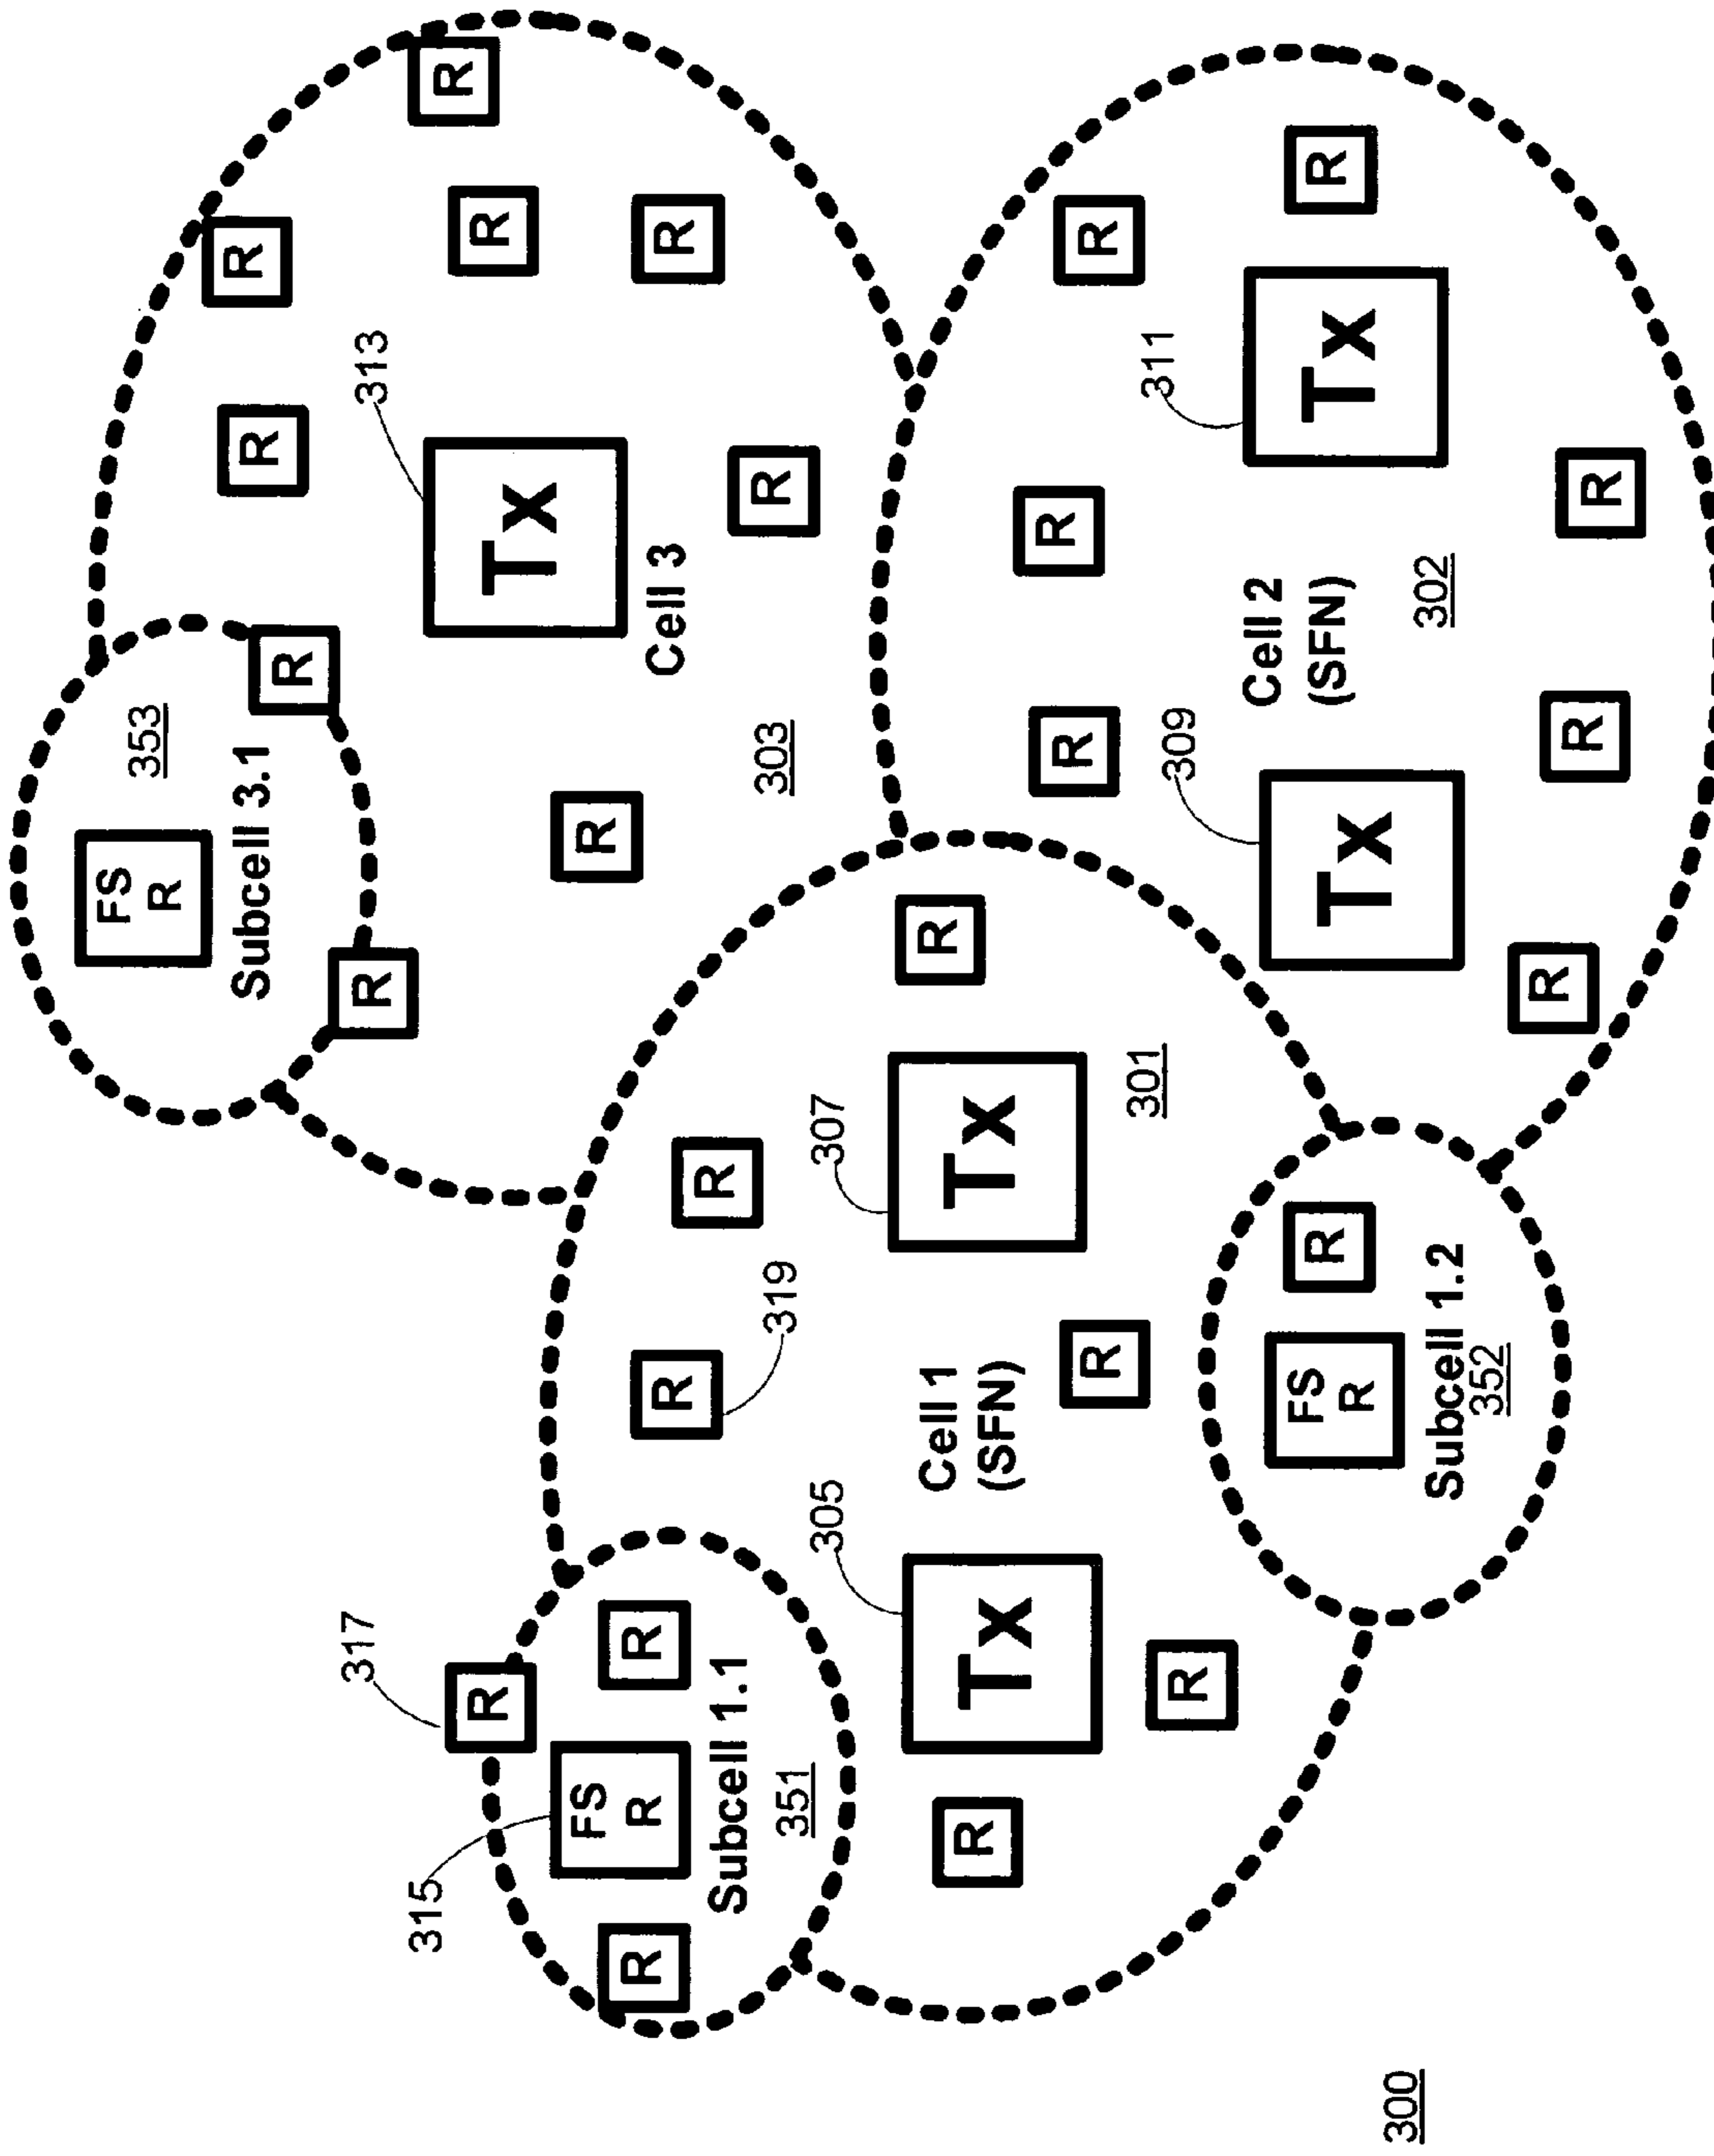 FS
R
353
Subcell 3.1
R
R
R
R
313
317
315
R
R
R
Tx
FS
R
R
R
R
Cell 3
R
R
R
Subcell 1.1
R
303
319
351
305
307
R
Cell 1
(SFN)
R
Tx
Tx
R
R
R
R
301
311
309
R
Cell 2
(SFN)
FS
R
R
R
Tx
Tx
302
Subcell 1.2
352
R
R
R
300